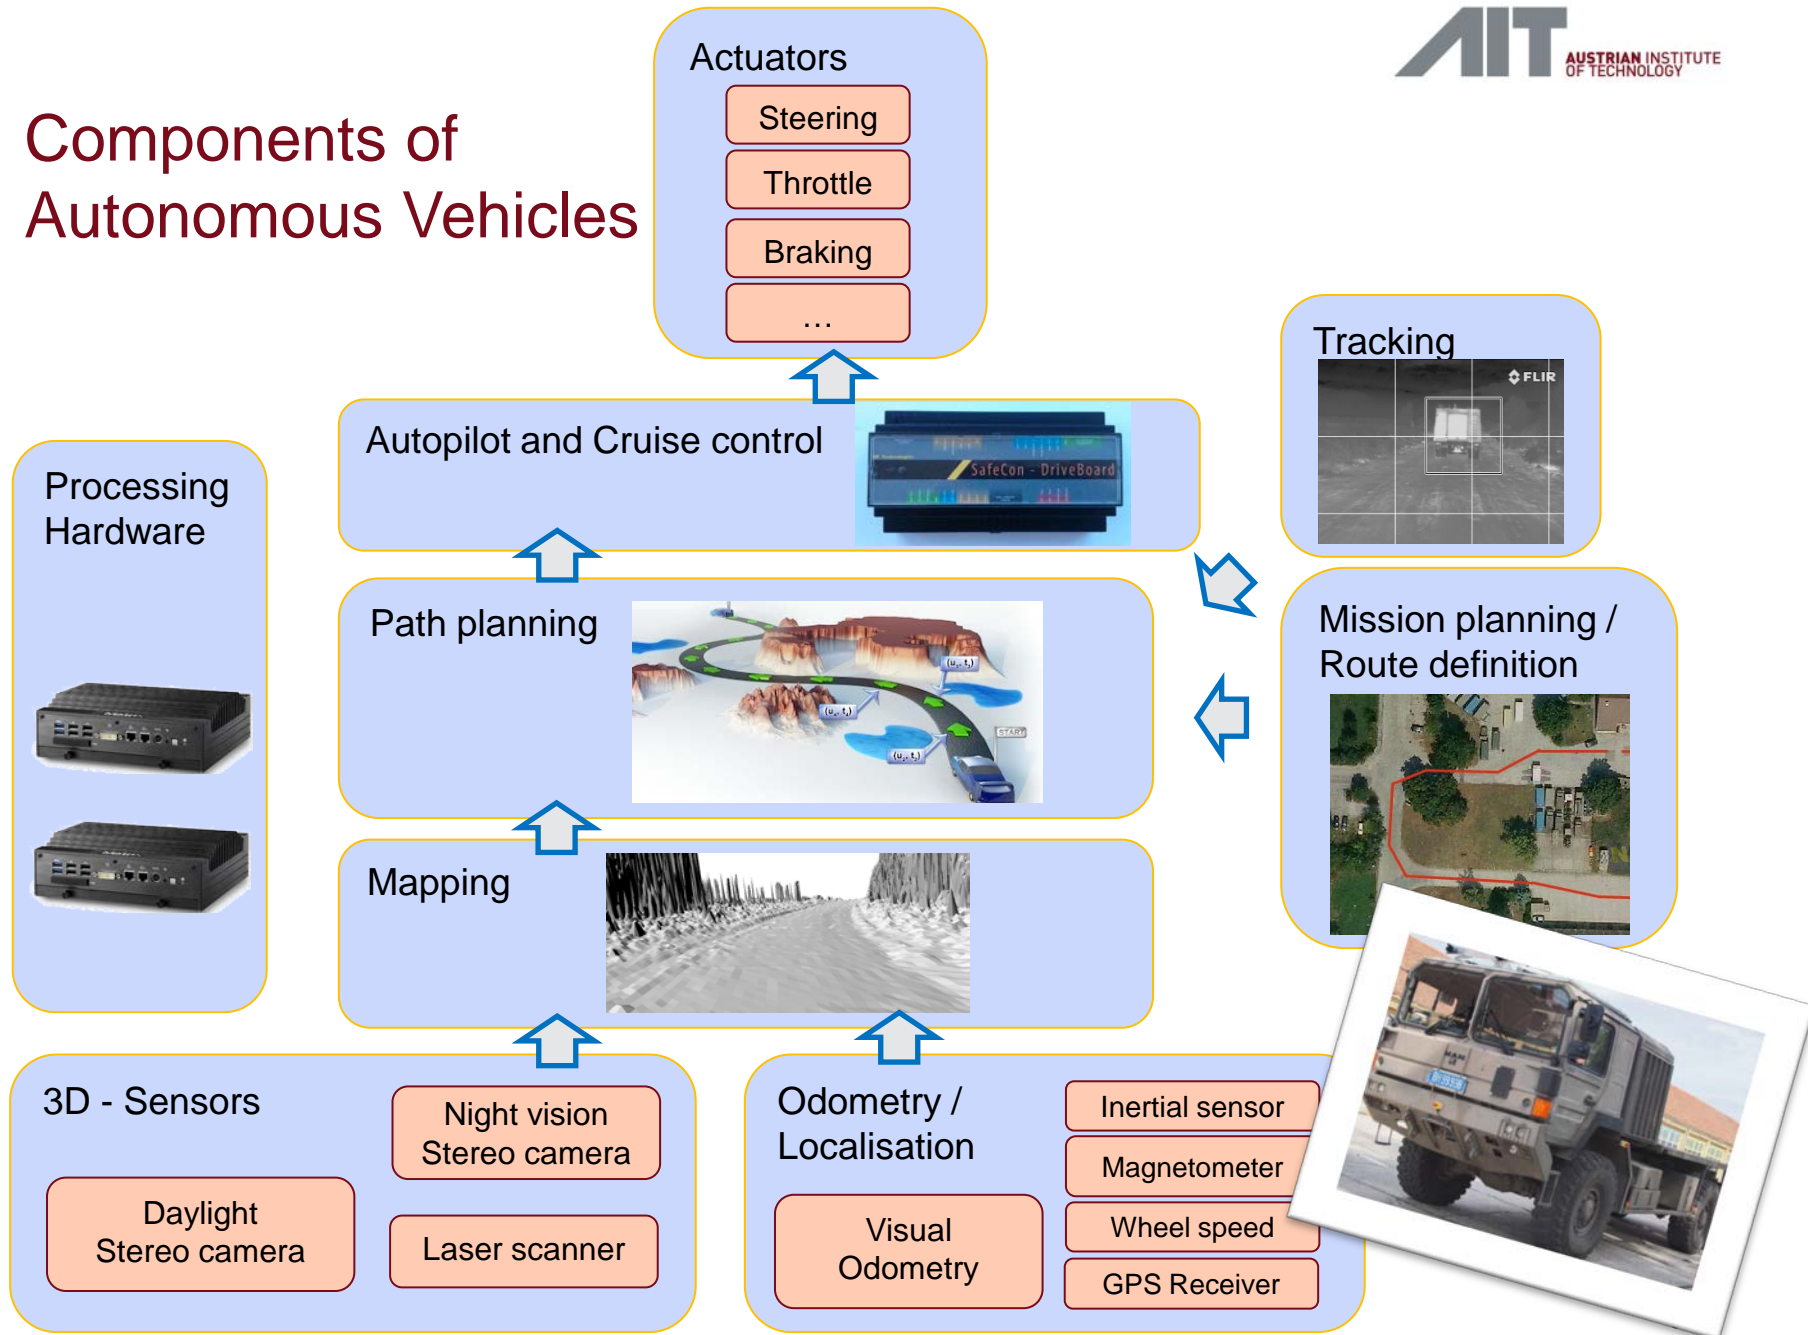 AIT
AUSTRIAN INSTITUTE
OF TECHNOLOGY
Components of
Autonomous Vehicles
Actuators
Steering
Throttle
Braking
...
Tracking
FLIR
Autopilot and Cruise control
SafeCon - DriveBoard
Processing
Hardware
Path planning
START
Mission planning /
Route definition
Mapping
3D - Sensors
Night vision
Stereo camera
Daylight
Stereo camera
Laser scanner
Odometry /
Localisation
Visual
Odometry
Inertial sensor
Magnetometer
Wheel speed
GPS Receiver
MAN